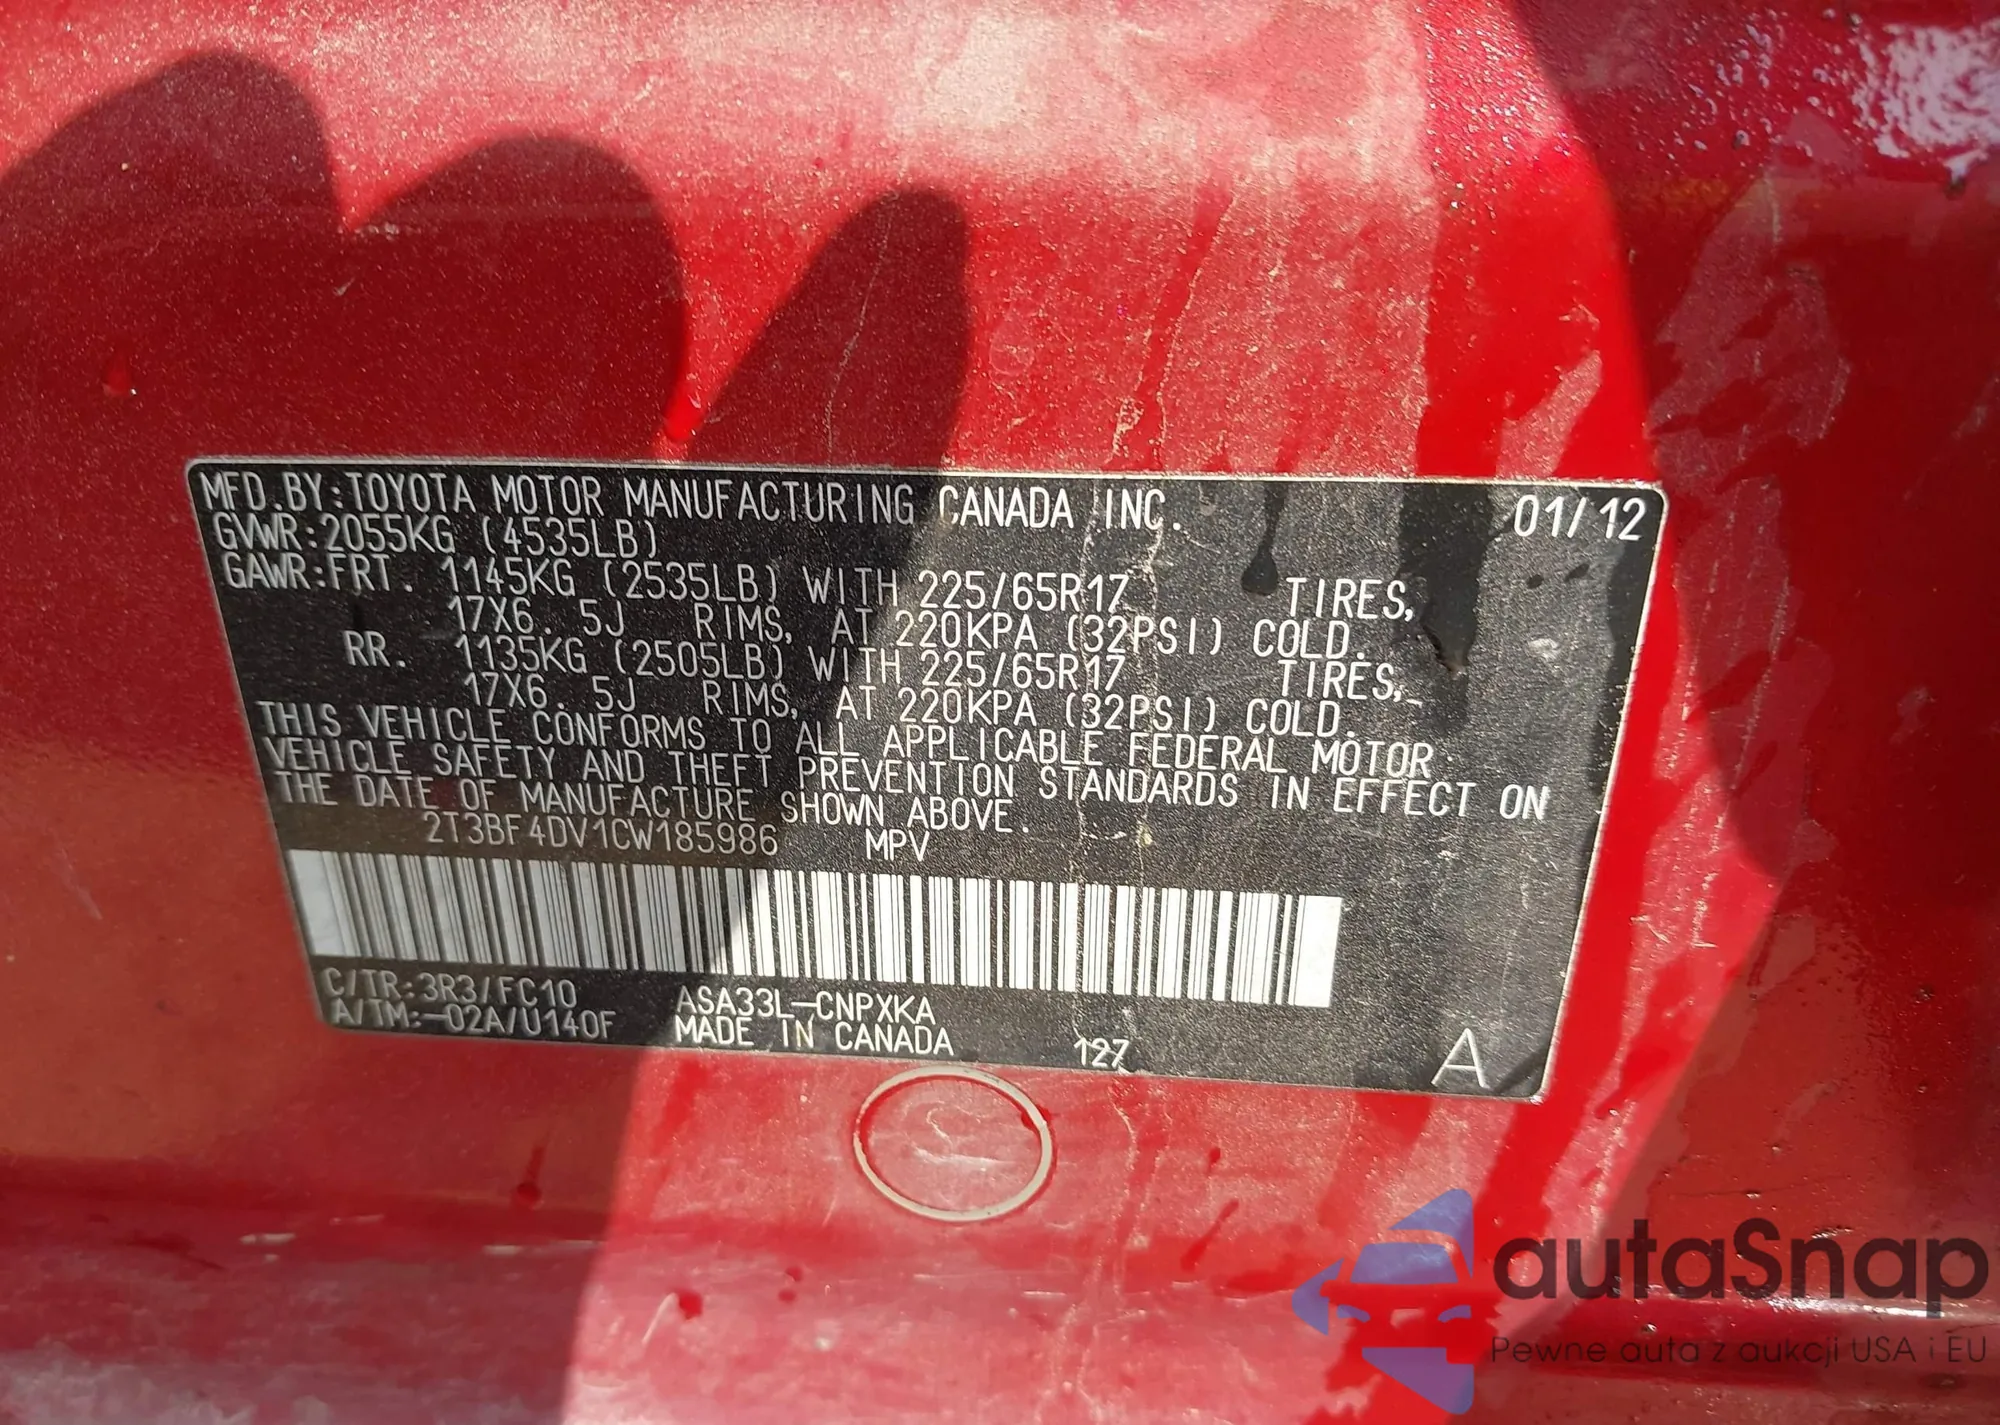 MFD.BY:TOYOTA MOTOR MANUFACTURING CANADA INC. 01/12
GVWR:2055KG (4535LB)
GAWR:FRT. 1145KG (2535LB) WITH 225/65R17 TIRES,
17X6.5J RIMS, AT 220KPA (32PSI) COLD.
RR. 1135KG (2505LB) WITH 225/65R17 TIRES,
17X6.5J RIMS, AT 220KPA (32PSI) COLD.
THIS VEHICLE CONFORMS TO ALL APPLICABLE FEDERAL MOTOR
VEHICLE SAFETY AND THEFT PREVENTION STANDARDS IN EFFECT ON
THE DATE OF MANUFACTURE SHOWN ABOVE.
2T3BF4DV1CW185986 MPV
C/TR:3R3/FC10 ASA33L-CNPXKA
A/TM:-02A/U140F MADE IN CANADA 127 A
autaSnap
Pewne auta z aukcji USA i EU